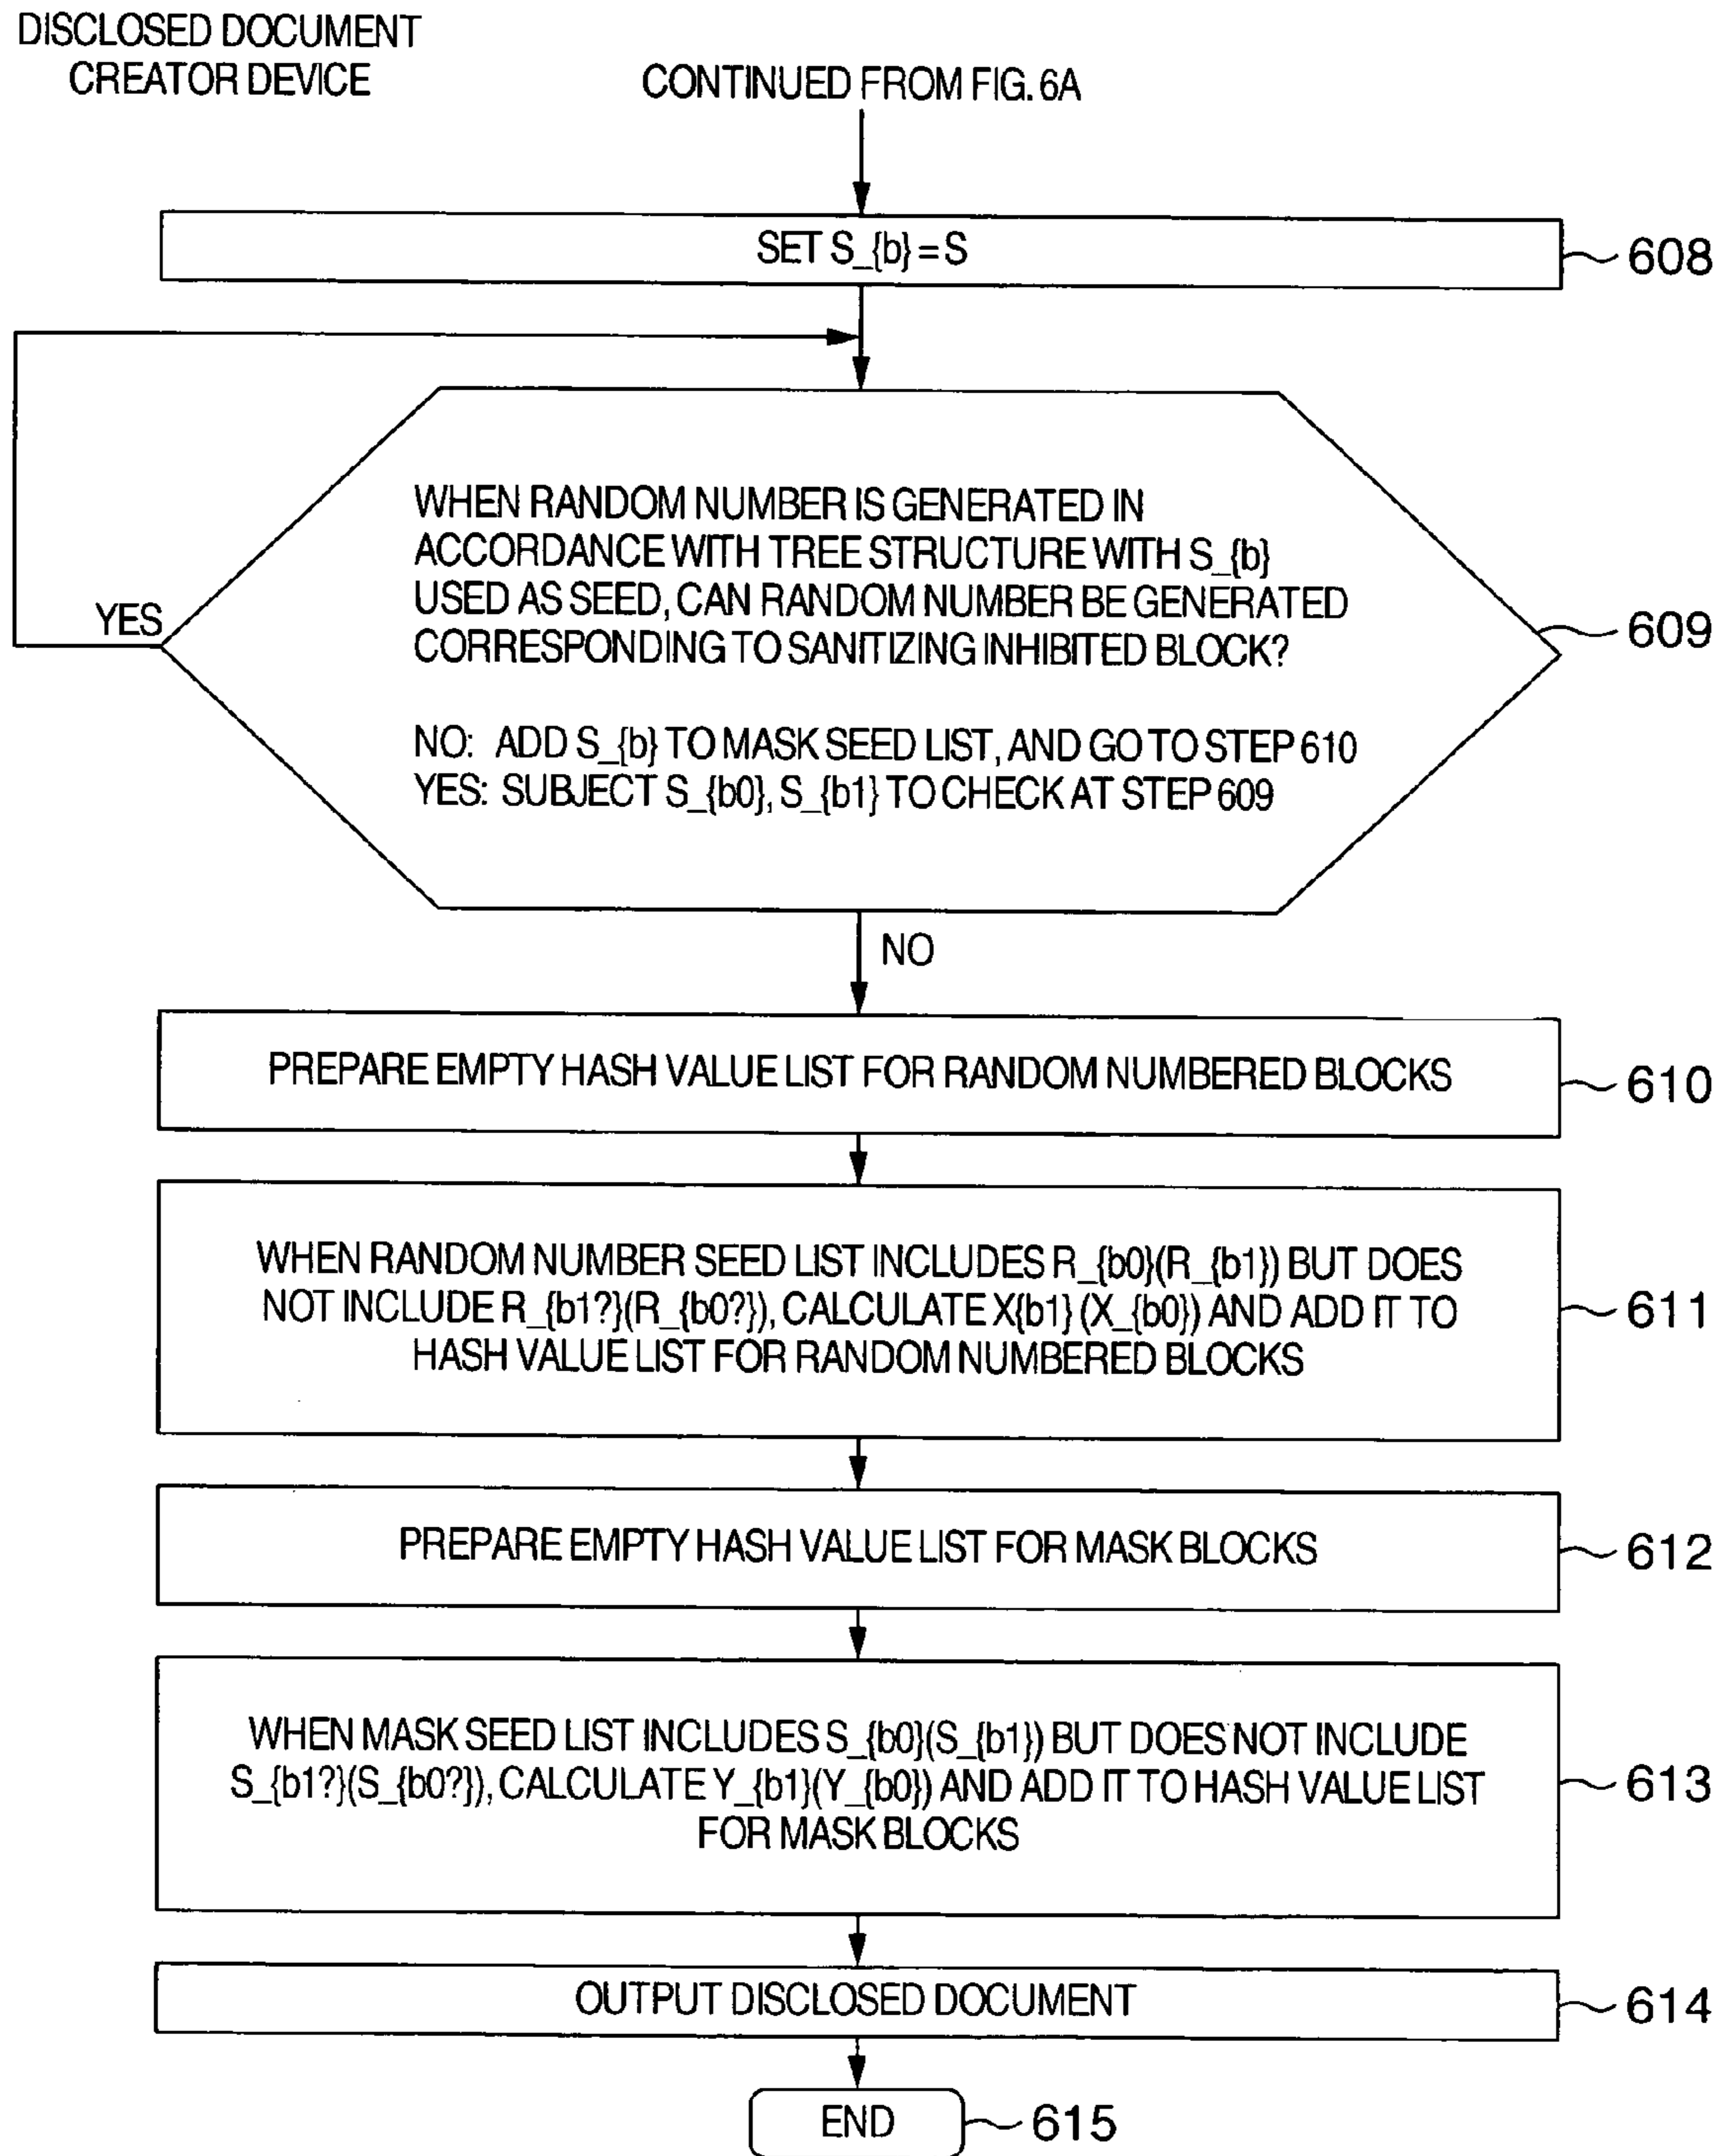 DISCLOSED DOCUMENT
CREATOR DEVICE
CONTINUED FROM FIG. 6A
SET S_{b} = S
608
WHEN RANDOM NUMBER IS GENERATED IN
ACCORDANCE WITH TREE STRUCTURE WITH S_{b}
USED AS SEED, CAN RANDOM NUMBER BE GENERATED
CORRESPONDING TO SANITIZING INHIBITED BLOCK?
NO: ADD S_{b} TO MASK SEED LIST, AND GO TO STEP 610
YES: SUBJECT S_{b0}, S_{b1} TO CHECK AT STEP 609
YES
609
NO
PREPARE EMPTY HASH VALUE LIST FOR RANDOM NUMBERED BLOCKS
610
WHEN RANDOM NUMBER SEED LIST INCLUDES R_{b0}(R_{b1}) BUT DOES
NOT INCLUDE R_{b1?}(R_{b0?}), CALCULATE X{b1} (X_{b0}) AND ADD IT TO
HASH VALUE LIST FOR RANDOM NUMBERED BLOCKS
611
PREPARE EMPTY HASH VALUE LIST FOR MASK BLOCKS
612
WHEN MASK SEED LIST INCLUDES S_{b0}(S_{b1}) BUT DOES NOT INCLUDE
S_{b1?}(S_{b0?}), CALCULATE Y_{b1}(Y_{b0}) AND ADD IT TO HASH VALUE LIST
FOR MASK BLOCKS
613
OUTPUT DISCLOSED DOCUMENT
614
END
615